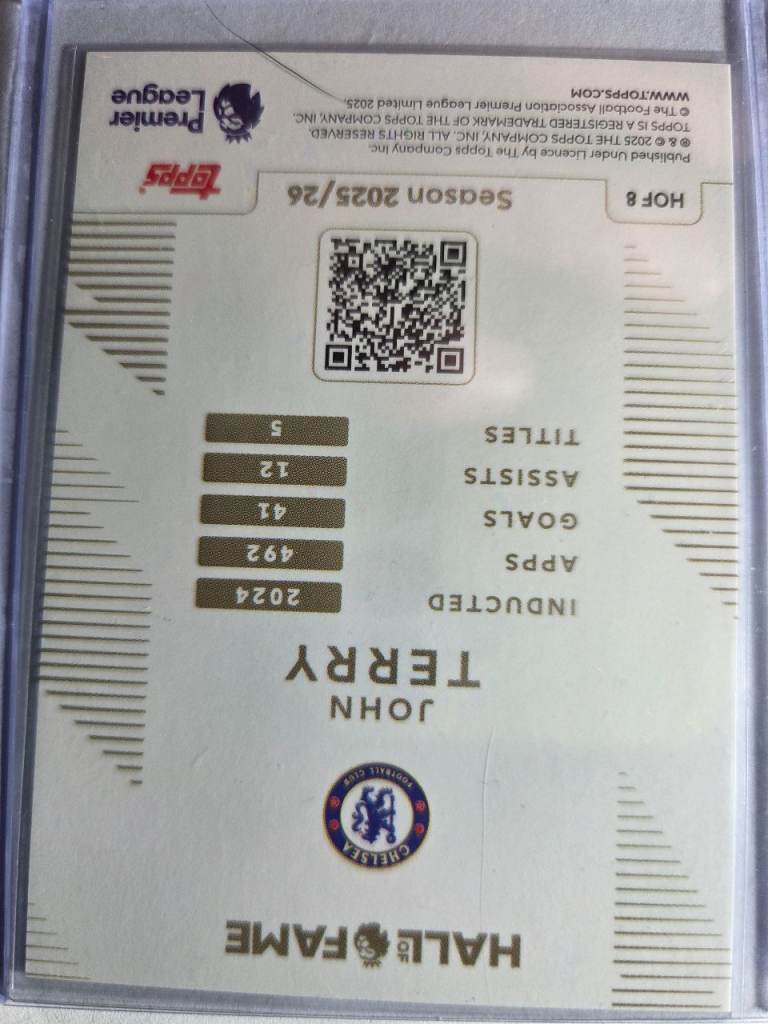 HALL OF FAME
CHELSEA
FOOTBALL CLUB
JOHN
TERRY
INDUCTED 2024
APPS 492
GOALS 41
ASSISTS 12
TITLES 5
HOF 8
Season 2025/26
topps
Published Under Licence by The Topps Company Inc.
® & © 2025 THE TOPPS COMPANY, INC. ALL RIGHTS RESERVED.
TOPPS IS A REGISTERED TRADEMARK OF THE TOPPS COMPANY, INC.
© The Football Association Premier League Limited 2025.
WWW.TOPPS.COM
Premier
League